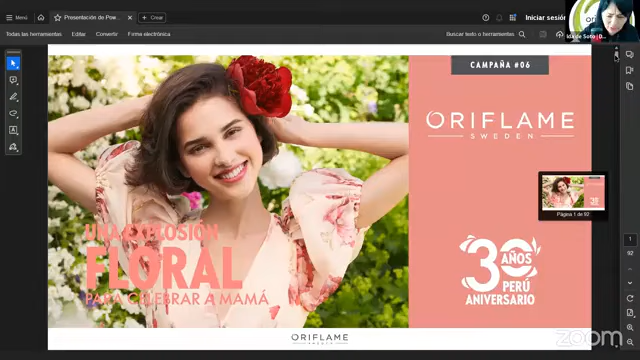 Menú
Presentación de Pow...
Crear
Iniciar sesión
Todas las herramientas
Editar
Convertir
Forma electrónica
Buscar texto o herramientas
CAMPAÑA #06
ORIFLAME
SWEDEN
Página 1 de 92
UNA EXPLOSIÓN
FLORAL
PARA CELEBRAR A MAMÁ
30 AÑOS
PERÚ
ANIVERSARIO
1
92
ORIFLAME
SWEDEN
zoom